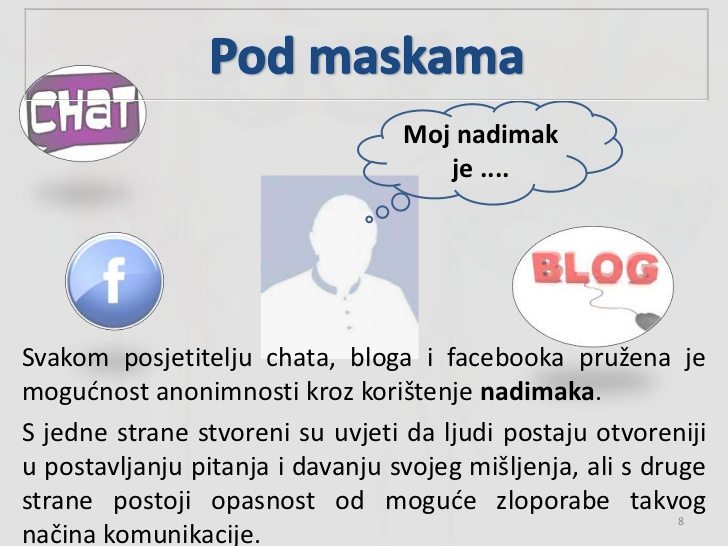 Pod maskama
CHAT
Moj nadimak
je ....
f
BLOG
Svakom posjetitelju chata, bloga i facebooka pružena je
mogućnost anonimnosti kroz korištenje nadimaka.
S jedne strane stvoreni su uvjeti da ljudi postaju otvoreniji
u postavljanju pitanja i davanju svojeg mišljenja, ali s druge
strane postoji opasnost od moguće zloporabe takvog
načina komunikacije.
8